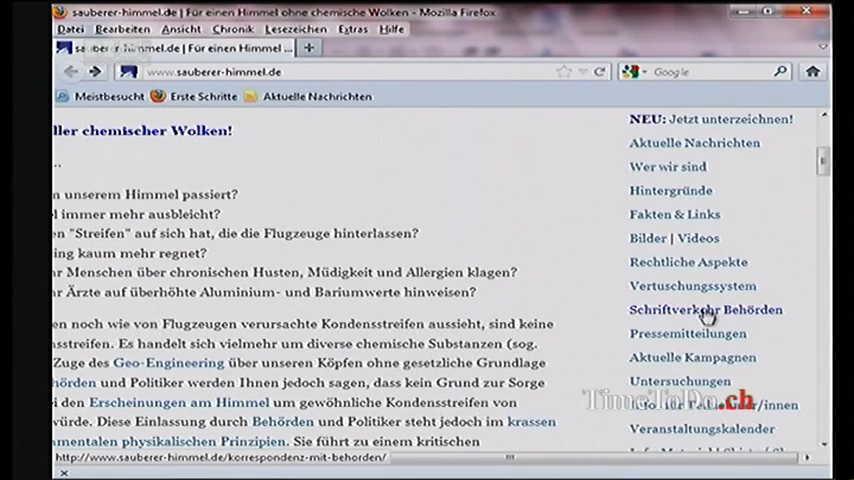 sauberer-himmel.de | Für einen Himmel ohne chemische Wolken - Mozilla Firefox
Datei Bearbeiten Ansicht Chronik Lesezeichen Extras Hilfe
sauberer-himmel.de | Für einen Himmel ...
www.sauberer-himmel.de
Google
Meistbesucht Erste Schritte Aktuelle Nachrichten
ller chemischer Wolken!
..
n unserem Himmel passiert?
l immer mehr ausbleicht?
en "Streifen" auf sich hat, die die Flugzeuge hinterlassen?
ing kaum mehr regnet?
hr Menschen über chronischen Husten, Müdigkeit und Allergien klagen?
hr Ärzte auf überhöhte Aluminium- und Bariumwerte hinweisen?
en noch wie von Flugzeugen verursachte Kondensstreifen aussieht, sind keine
nsstreifen. Es handelt sich vielmehr um diverse chemische Substanzen (sog.
Zuge des Geo-Engineering über unseren Köpfen ohne gesetzliche Grundlage
hörden und Politiker werden Ihnen jedoch sagen, dass kein Grund zur Sorge
ei den Erscheinungen am Himmel um gewöhnliche Kondensstreifen von
würde. Diese Einlassung durch Behörden und Politiker steht jedoch im krassen
amentalen physikalischen Prinzipien. Sie führt zu einem kritischen
NEU: Jetzt unterzeichnen!
Aktuelle Nachrichten
Wer wir sind
Hintergründe
Fakten & Links
Bilder | Videos
Rechtliche Aspekte
Vertuschungssystem
Schriftverkehr Behörden
Pressemitteilungen
Aktuelle Kampagnen
Untersuchungen
Info für Teilnehmer/innen
Veranstaltungskalender
TimeToDo.ch
http://www.sauberer-himmel.de/korrespondenz-mit-behorden/